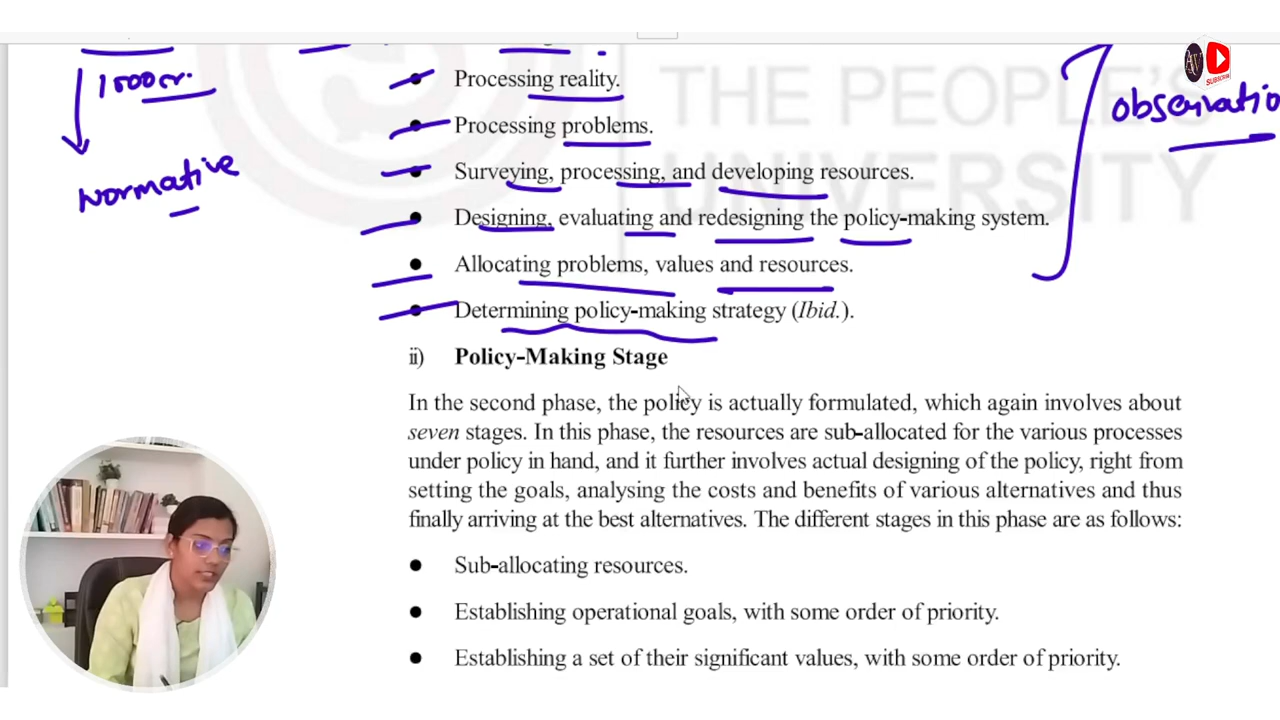 THE PEOPLE'S
UNIVERSITY
1500cr.
Normative
observatio
SUBSCRIBE
• Processing reality.
• Processing problems.
• Surveying, processing, and developing resources.
• Designing, evaluating and redesigning the policy-making system.
• Allocating problems, values and resources.
• Determining policy-making strategy (Ibid.).
ii) Policy-Making Stage
In the second phase, the policy is actually formulated, which again involves about
seven stages. In this phase, the resources are sub-allocated for the various processes
under policy in hand, and it further involves actual designing of the policy, right from
setting the goals, analysing the costs and benefits of various alternatives and thus
finally arriving at the best alternatives. The different stages in this phase are as follows:
• Sub-allocating resources.
• Establishing operational goals, with some order of priority.
• Establishing a set of their significant values, with some order of priority.